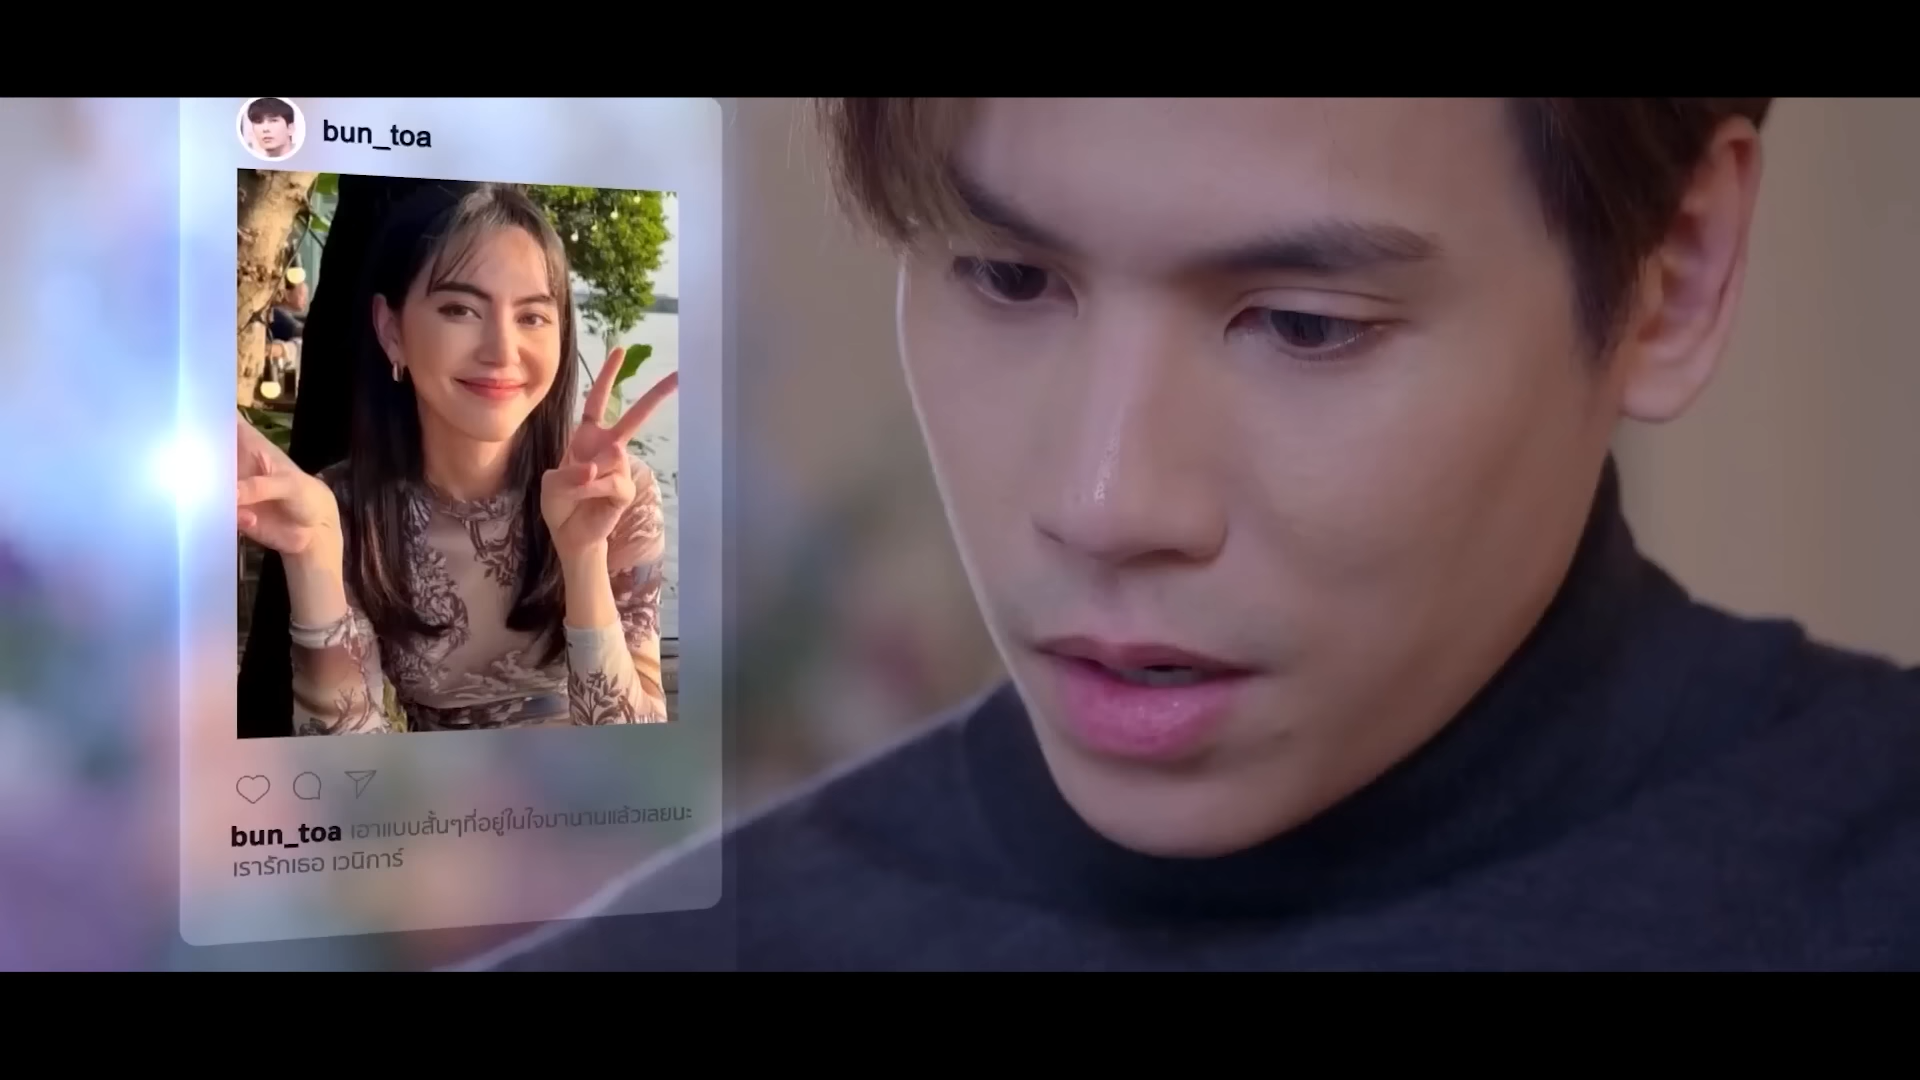 bun_toa
bun_toa เอาแบบสั้นๆที่อยู่ในใจมานานแล้วเลยนะ
เรารักเธอ เวนิการ์